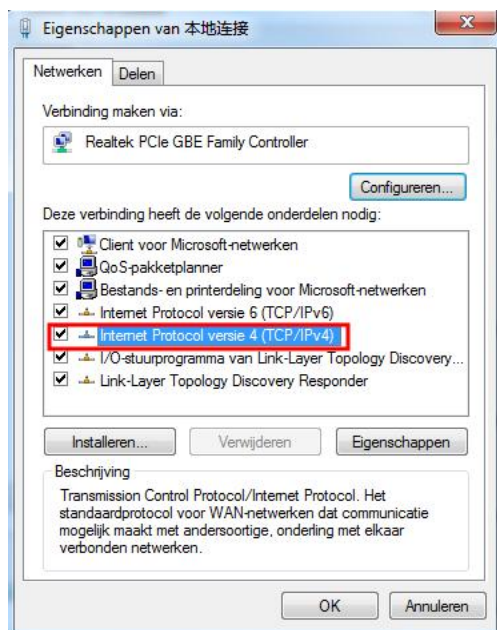 Eigenschappen van 本地连接
Netwerken Delen
Verbinding maken via:
Realtek PCIe GBE Family Controller
Configureren...
Deze verbinding heeft de volgende onderdelen nodig:
Client voor Microsoft-netwerken
QoS-pakketplanner
Bestands- en printerdeling voor Microsoft-netwerken
Internet Protocol versie 6 (TCP/IPv6)
Internet Protocol versie 4 (TCP/IPv4)
I/O-stuurprogramma van Link-Layer Topology Discovery...
Link-Layer Topology Discovery Responder
Installeren... Verwijderen Eigenschappen
Beschrijving
Transmission Control Protocol/Internet Protocol. Het
standaardprotocol voor WAN-netwerken dat communicatie
mogelijk maakt met andersoortige, onderling met elkaar
verbonden netwerken.
OK Annuleren